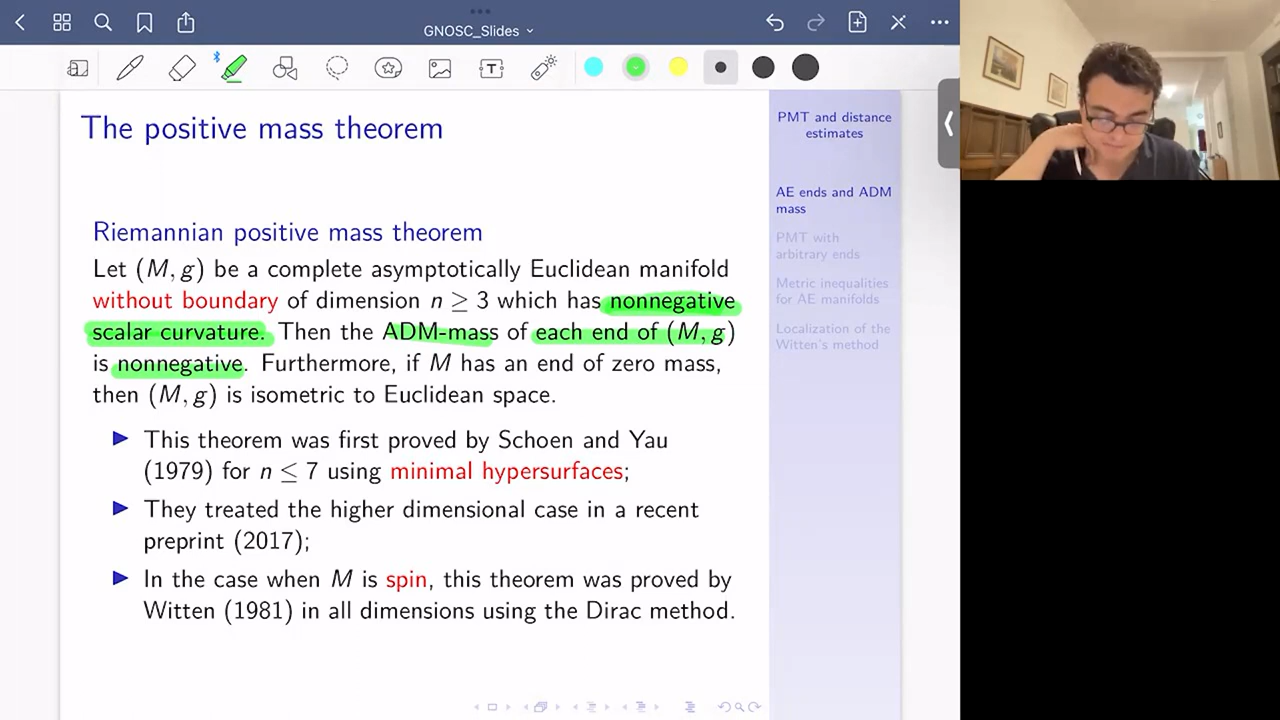 GNOSC_Slides
The positive mass theorem
Riemannian positive mass theorem
Let (M, g) be a complete asymptotically Euclidean manifold
without boundary of dimension n ≥ 3 which has nonnegative
scalar curvature. Then the ADM-mass of each end of (M, g)
is nonnegative. Furthermore, if M has an end of zero mass,
then (M, g) is isometric to Euclidean space.
▶ This theorem was first proved by Schoen and Yau
(1979) for n ≤ 7 using minimal hypersurfaces;
▶ They treated the higher dimensional case in a recent
preprint (2017);
▶ In the case when M is spin, this theorem was proved by
Witten (1981) in all dimensions using the Dirac method.
PMT and distance
estimates
AE ends and ADM
mass
PMT with
arbitrary ends
Metric inequalities
for AE manifolds
Localization of the
Witten's method